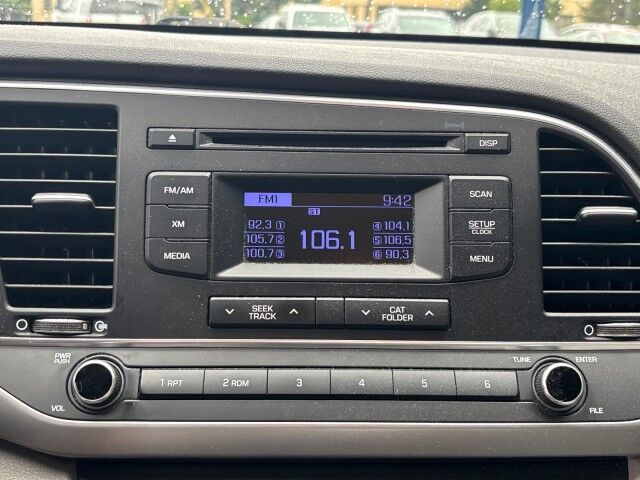 DISP
FM/AM
XM
MEDIA
FM1 9:42
ST
92.3 1 4 104.1
105.7 2 106.1 5 106.5
100.7 3 6 90.3
SCAN
SETUP
CLOCK
MENU
SEEK
TRACK
CAT
FOLDER
PWR
PUSH
VOL
1 RPT 2 RDM 3 4 5 6
TUNE ENTER
FILE